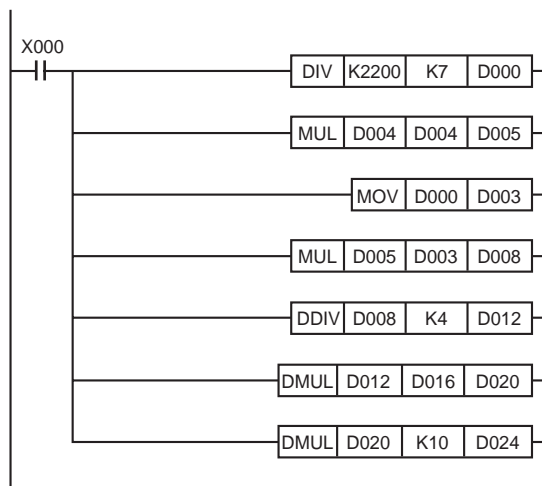 X000
DIV K2200 K7 D000
MUL D004 D004 D005
MOV D000 D003
MUL D005 D003 D008
DDIV D008 K4 D012
DMUL D012 D016 D020
DMUL D020 K10 D024